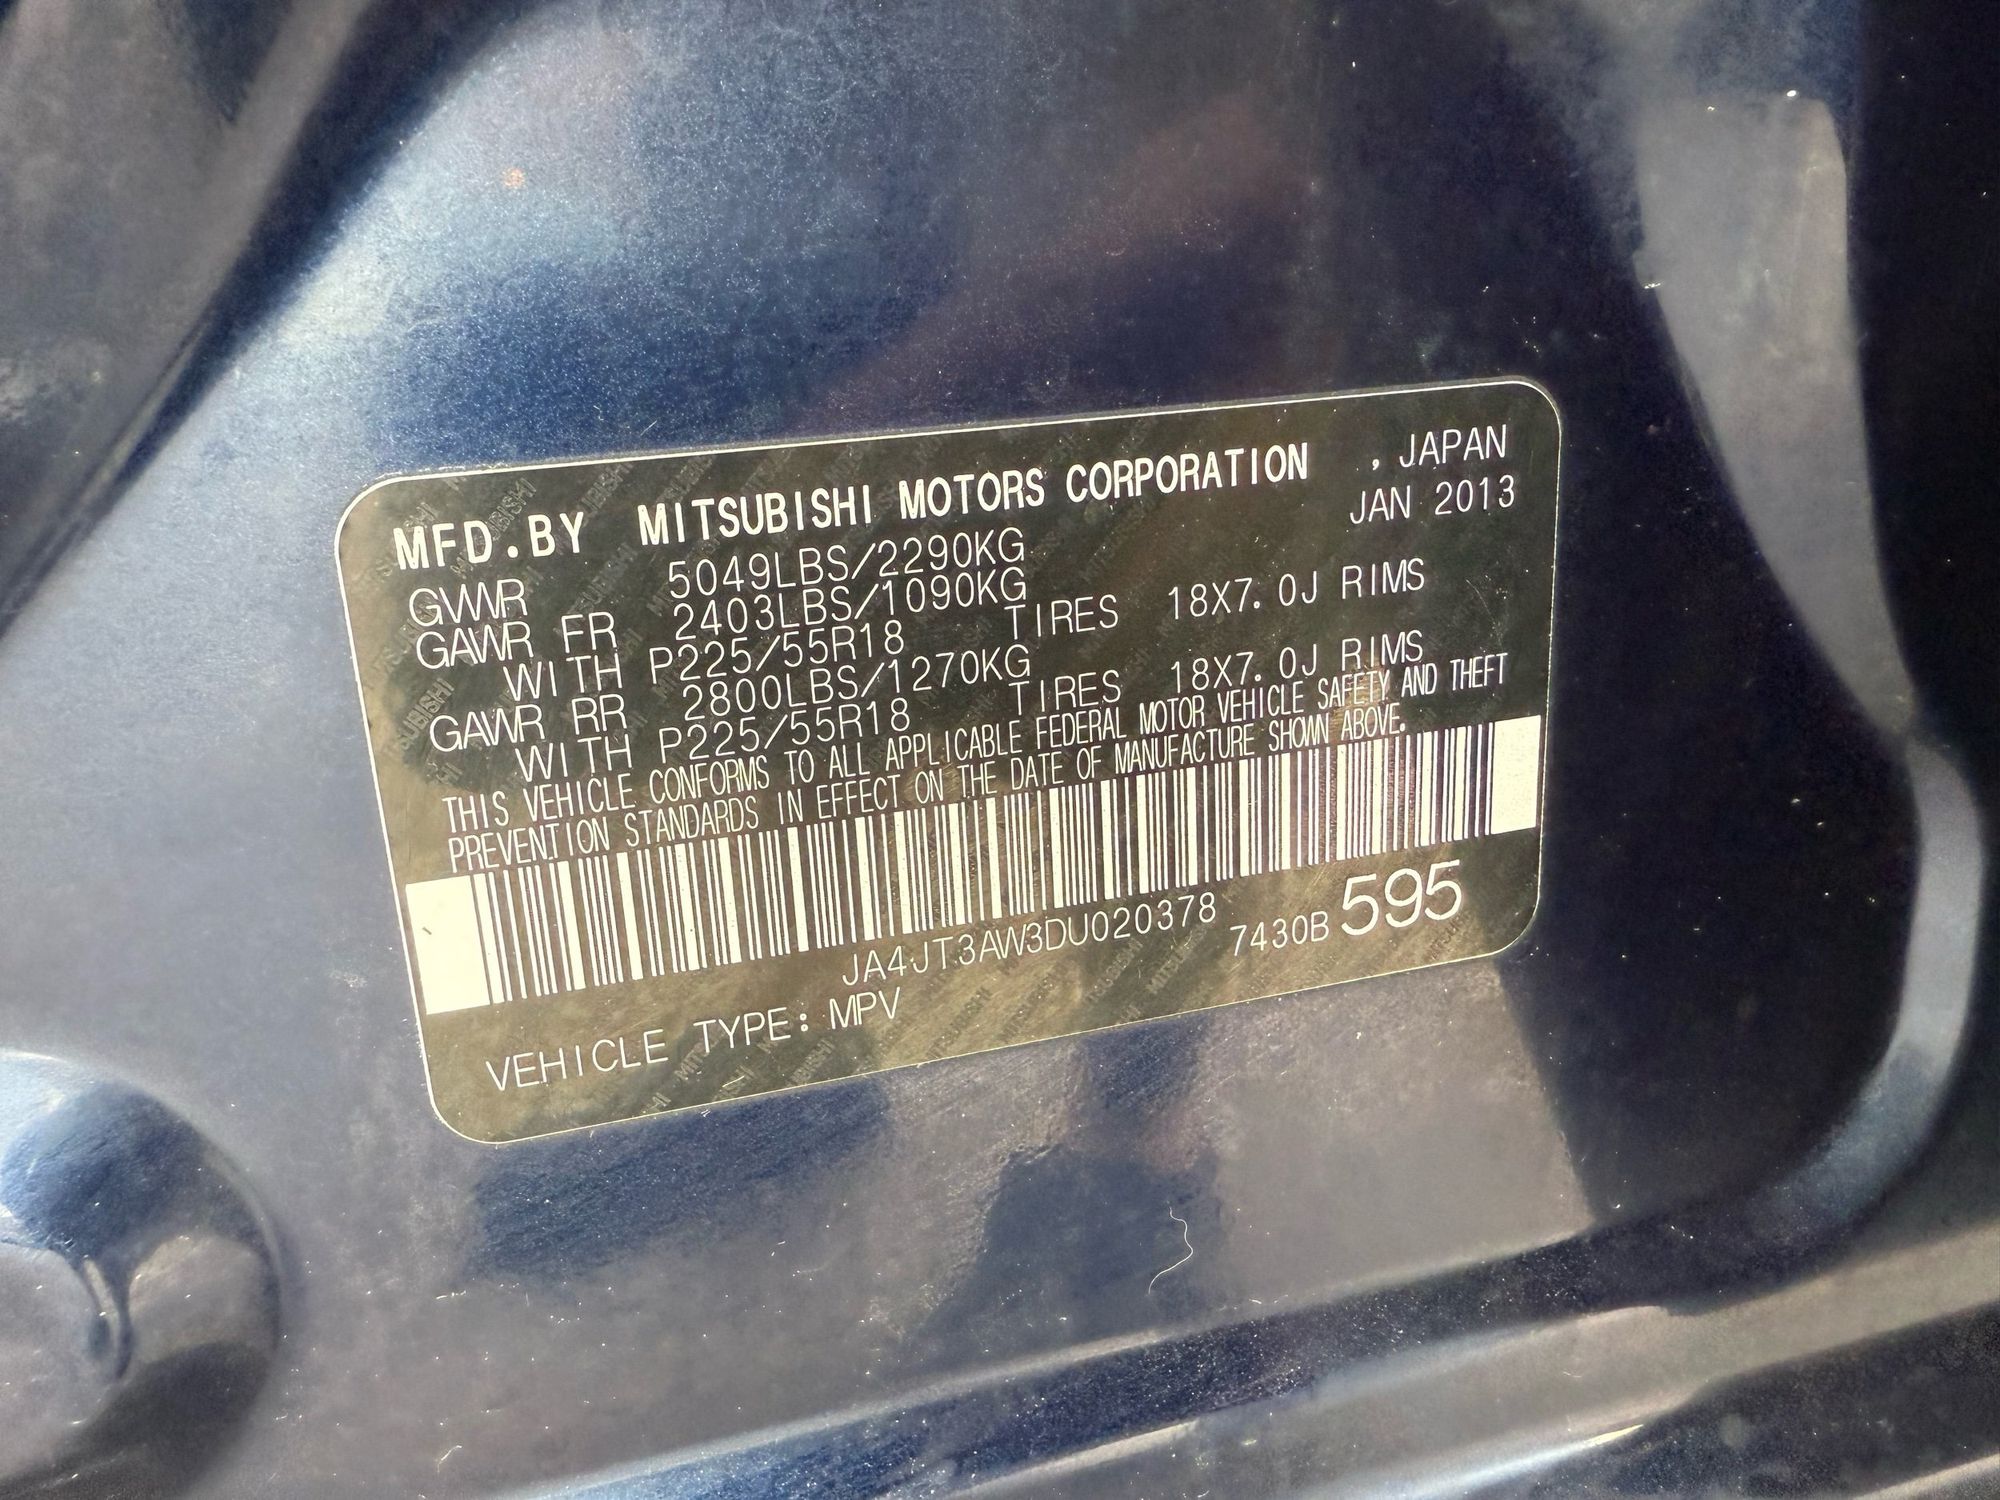 MFD.BY MITSUBISHI MOTORS CORPORATION , JAPAN
JAN 2013
GVWR 5049LBS/2290KG
GAWR FR 2403LBS/1090KG
WITH P225/55R18 TIRES 18X7.0J RIMS
GAWR RR 2800LBS/1270KG
WITH P225/55R18 TIRES 18X7.0J RIMS
THIS VEHICLE CONFORMS TO ALL APPLICABLE FEDERAL MOTOR VEHICLE SAFETY AND THEFT
PREVENTION STANDARDS IN EFFECT ON THE DATE OF MANUFACTURE SHOWN ABOVE.
JA4JT3AW3DU020378 7430B 595
VEHICLE TYPE: MPV